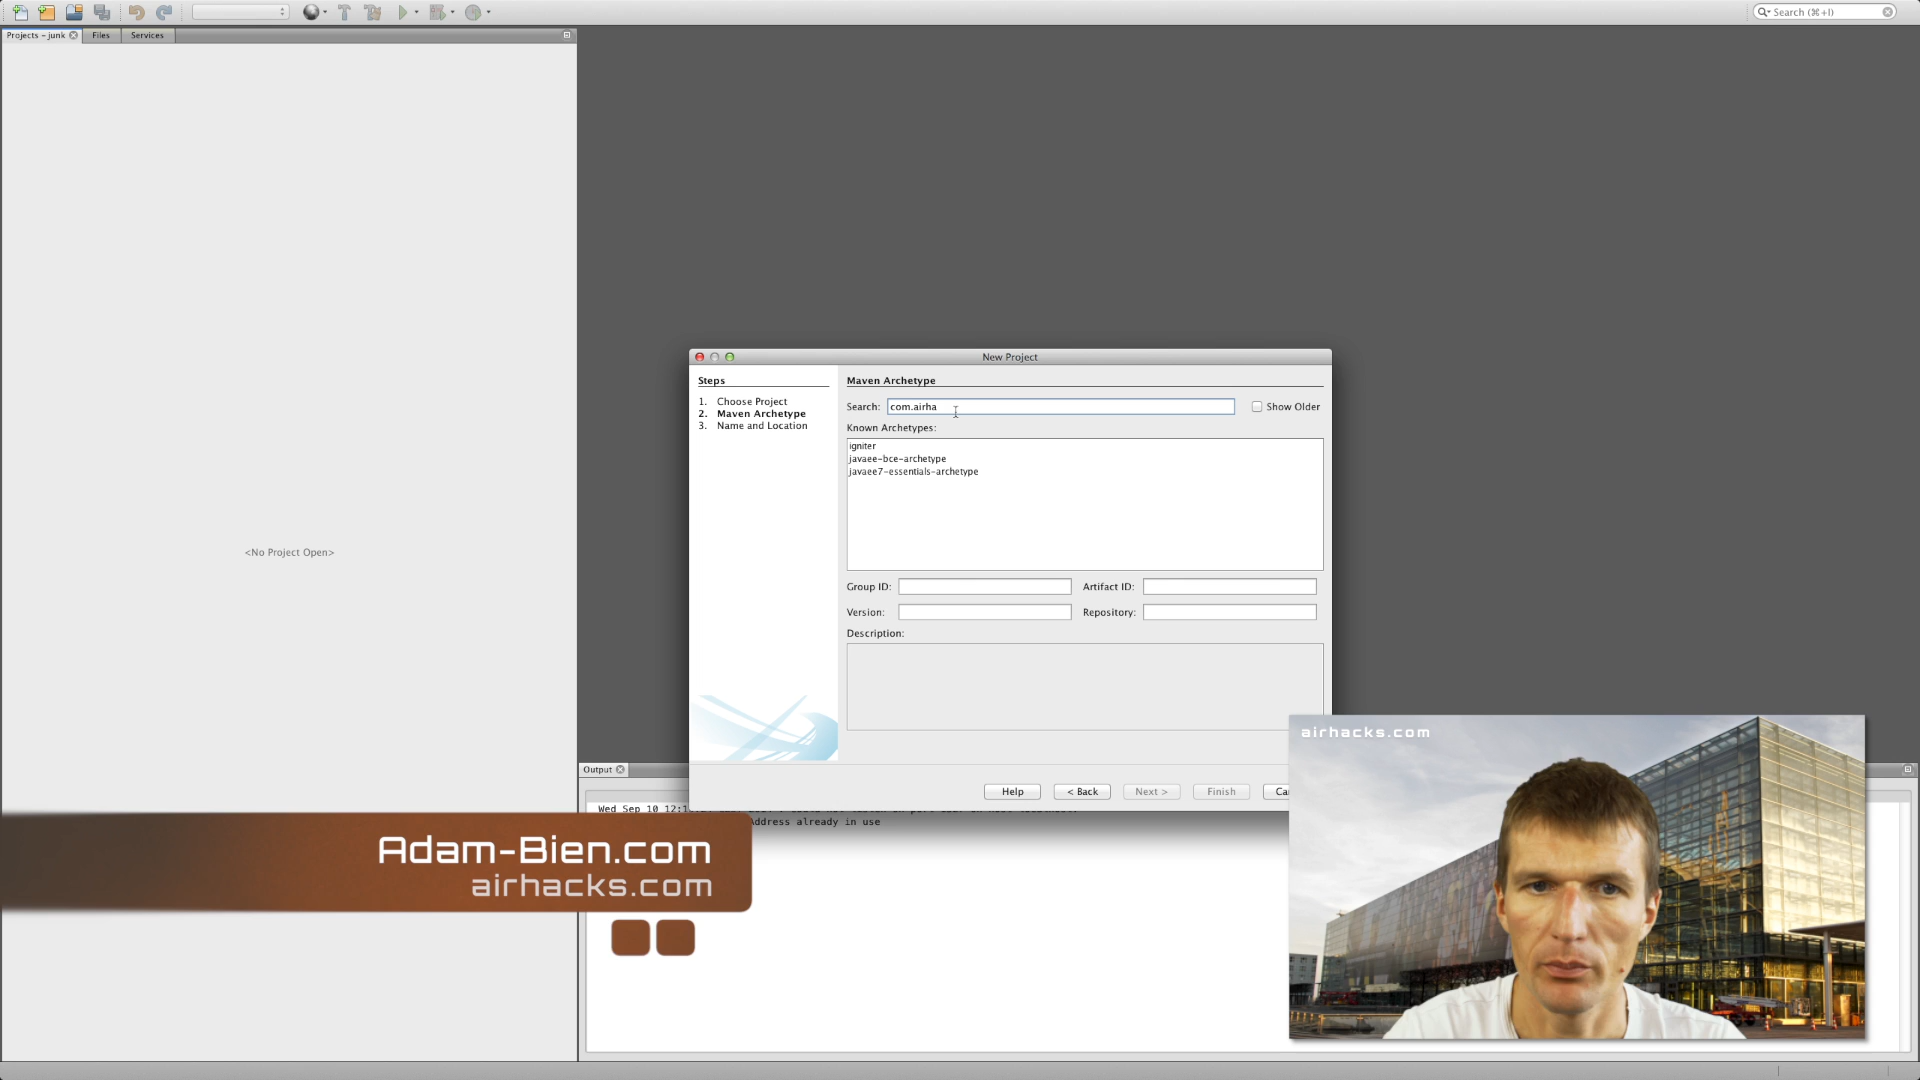 Search (⌘+I)
Projects - junk
Files
Services
<No Project Open>
New Project
Steps
1. Choose Project
2. Maven Archetype
3. Name and Location
Maven Archetype
Search: com.airha
Show Older
Known Archetypes:
igniter
javaee-bce-archetype
javaee7-essentials-archetype
Group ID:
Artifact ID:
Version:
Repository:
Description:
Help
< Back
Next >
Finish
Ca
Output
Wed Sep 10 12:1
Address already in use
Adam-Bien.com
airhacks.com
airhacks.com